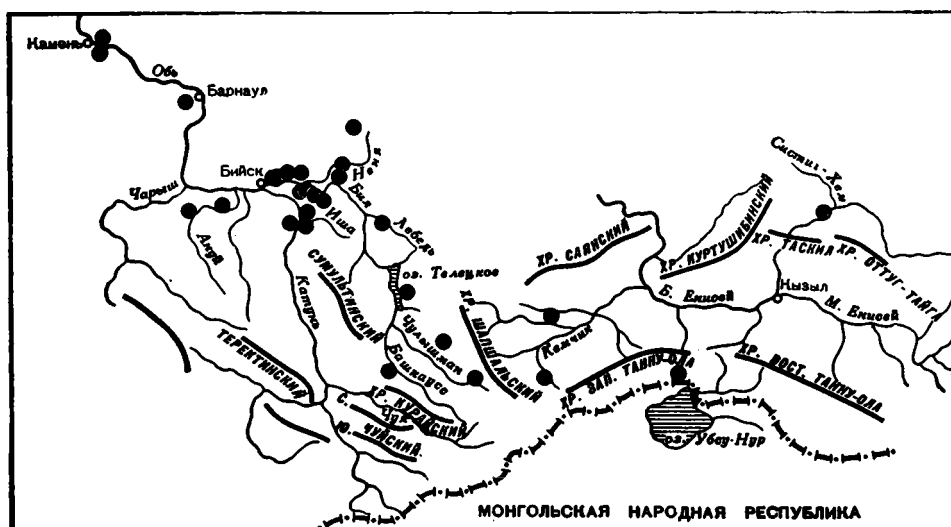 Камень
Обь
Барнаул
Бийск
Чарыш
Ануй
Неня
Бия
Иша
Лебедь
оз. Телецкое
Катунь
СУМУЛЬТИНСКИЙ
Чулышман
Башкаус
ТЕРЕКТИНСКИЙ
ХР. КУРАЙСКИЙ
Чуя
С.
Ю. ЧУЙСКИЙ
ХР. ШАПШАЛЬСКИЙ
ХР. САЯНСКИЙ
ХР. КУРТУШИБИНСКИЙ
Систиг-Хем
ХР. ТАСКИЛ
ХР. ОТТУГ-ТАЙГА
Б. Енисей
Кызыл
М. Енисей
Кемчик
ХР. ЗАП. ТАННУ-ОЛА
ХР. ВОСТ. ТАННУ-ОЛА
оз. Убсу-Нур
МОНГОЛЬСКАЯ НАРОДНАЯ РЕСПУБЛИКА